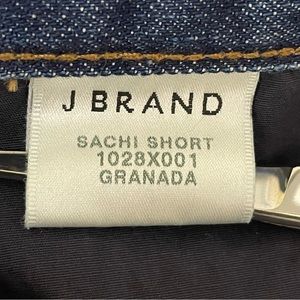 J BRAND
SACHI SHORT
1028X001
GRANADA